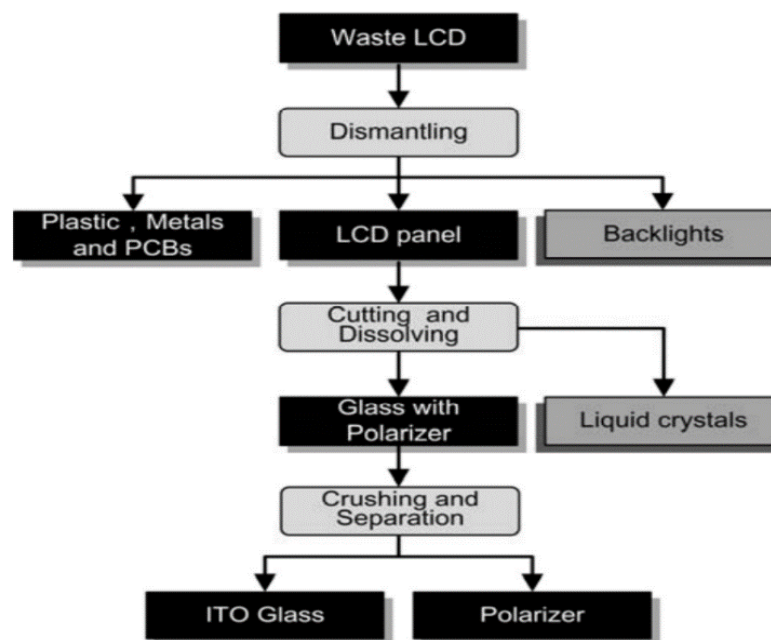 Waste LCD
Dismantling
Plastic , Metals
and PCBs
LCD panel
Backlights
Cutting and
Dissolving
Glass with
Polarizer
Liquid crystals
Crushing and
Separation
ITO Glass
Polarizer